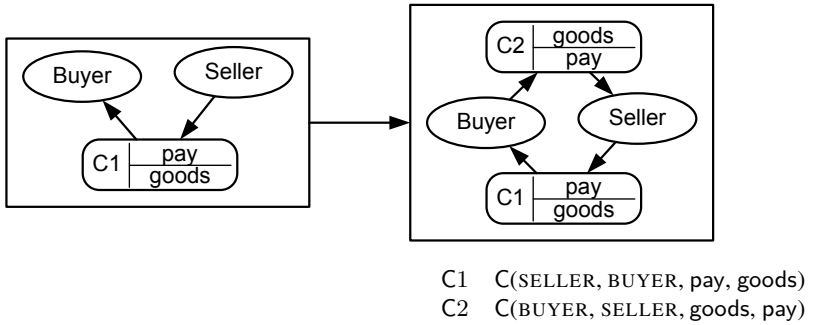 Buyer
Seller
C1
pay
goods
C2
goods
pay
Buyer
Seller
C1
pay
goods
C1 C(SELLER, BUYER, pay, goods)
C2 C(BUYER, SELLER, goods, pay)